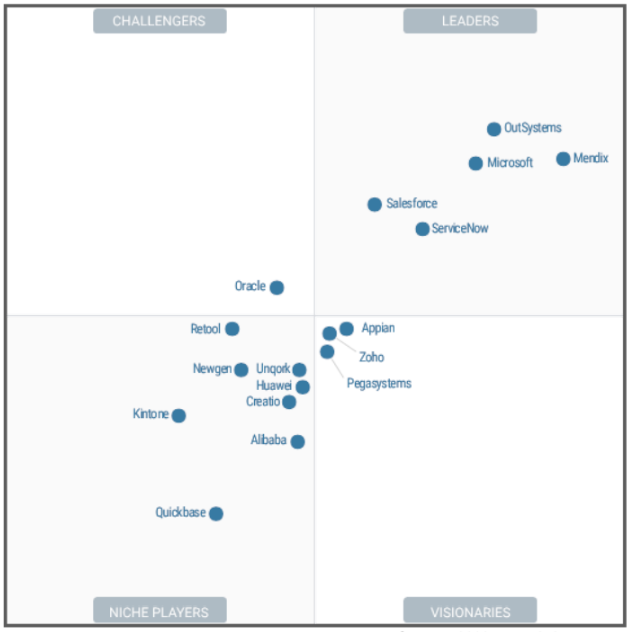 CHALLENGERS
LEADERS
OutSystems
Microsoft
Mendix
Salesforce
ServiceNow
Oracle
Retool
Appian
Zoho
Newgen
Unqork
Huawei
Pegasystems
Creatio
Kintone
Alibaba
Quickbase
NICHE PLAYERS
VISIONARIES